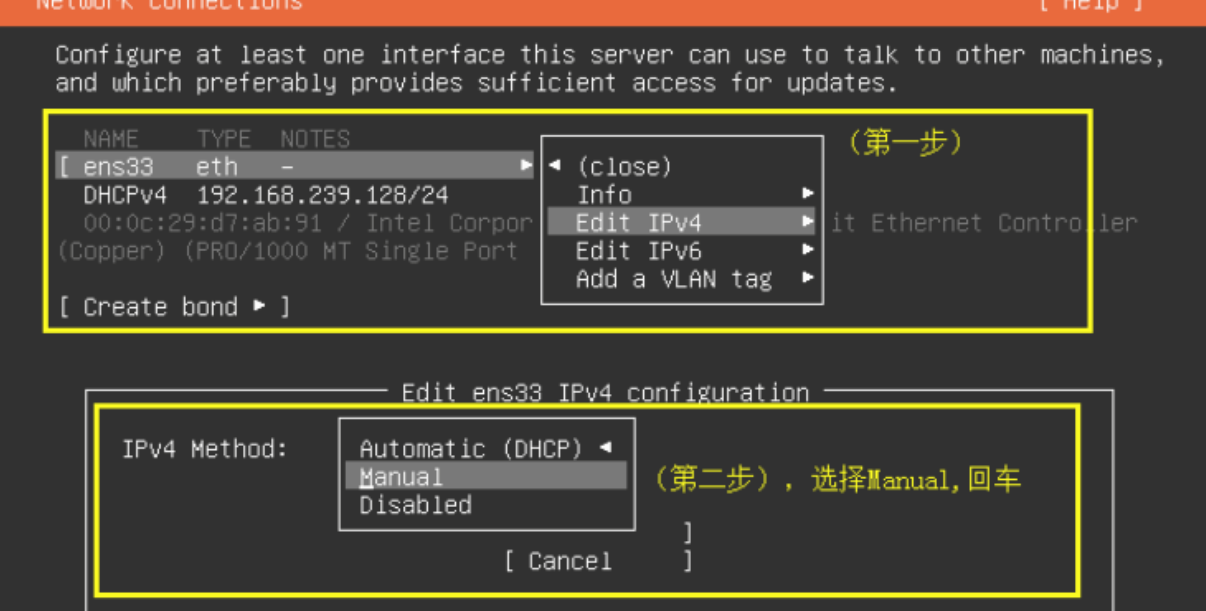 Network connections [ Help ]
Configure at least one interface this server can use to talk to other machines,
and which preferably provides sufficient access for updates.
NAME TYPE NOTES
(第一步)
[ ens33 eth – ▸ ◂ (close)
DHCPv4 192.168.239.128/24 Info ▸
00:0c:29:d7:ab:91 / Intel Corpor Edit IPv4 ▸ it Ethernet Controller
(Copper) (PRO/1000 MT Single Port Edit IPv6 ▸
Add a VLAN tag ▸
[ Create bond ▸ ]
Edit ens33 IPv4 configuration
IPv4 Method: Automatic (DHCP) ◂
Manual (第二步) , 选择Manual,回车
Disabled
]
[ Cancel ]